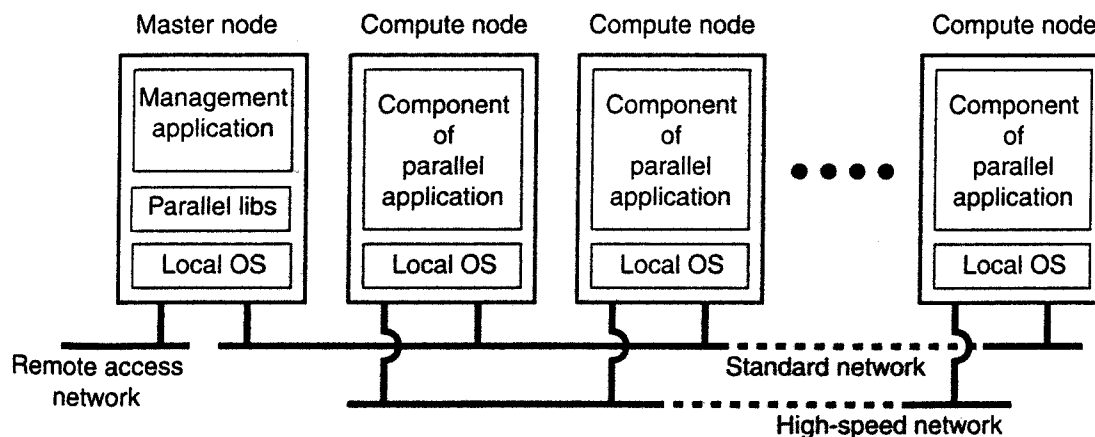 Master node
Compute node
Compute node
Compute node
Management
application
Parallel libs
Local OS
Component
of
parallel
application
Local OS
Component
of
parallel
application
Local OS
Component
of
parallel
application
Local OS
Remote access
network
Standard network
High-speed network